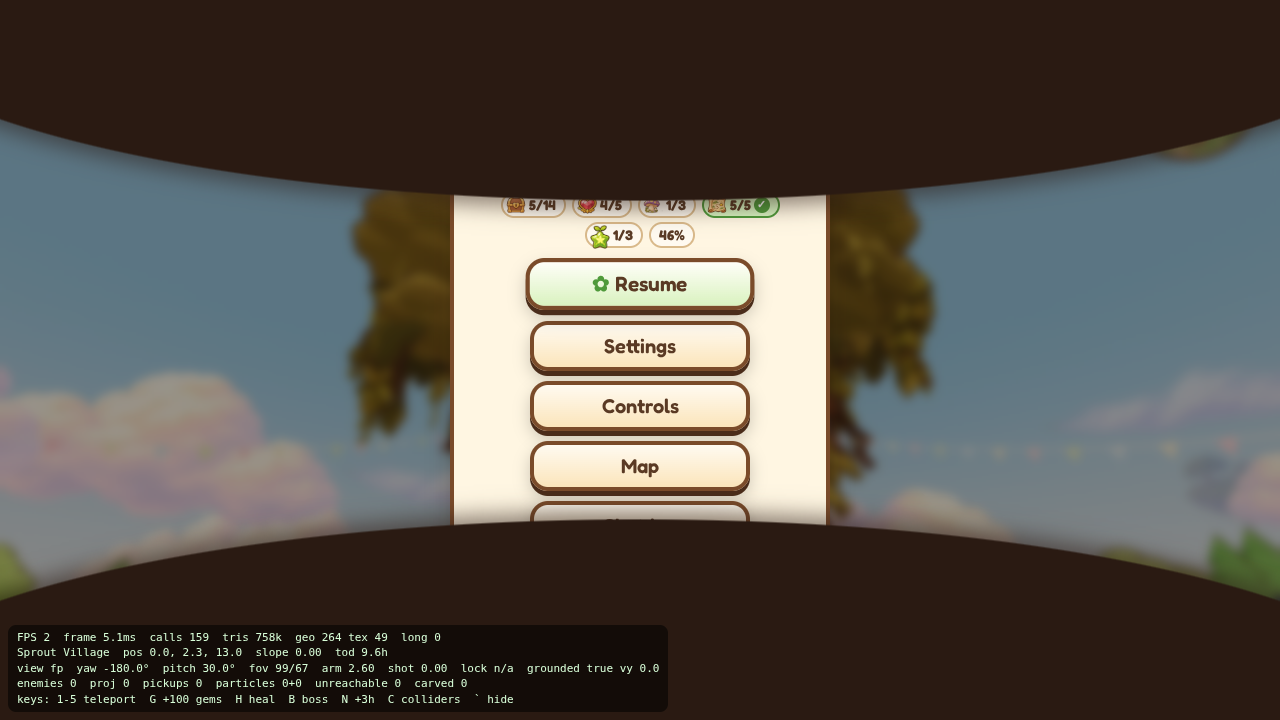 5/14 4/5 1/3 5/5 ✓
1/3 46%
✿ Resume
Settings
Controls
Map
FPS 2 frame 5.1ms calls 159 tris 758k geo 264 tex 49 long 0
Sprout Village pos 0.0, 2.3, 13.0 slope 0.00 tod 9.6h
view fp yaw -180.0° pitch 30.0° fov 99/67 arm 2.60 shot 0.00 lock n/a grounded true vy 0.0
enemies 0 proj 0 pickups 0 particles 0+0 unreachable 0 carved 0
keys: 1-5 teleport G +100 gems H heal B boss N +3h C colliders ` hide